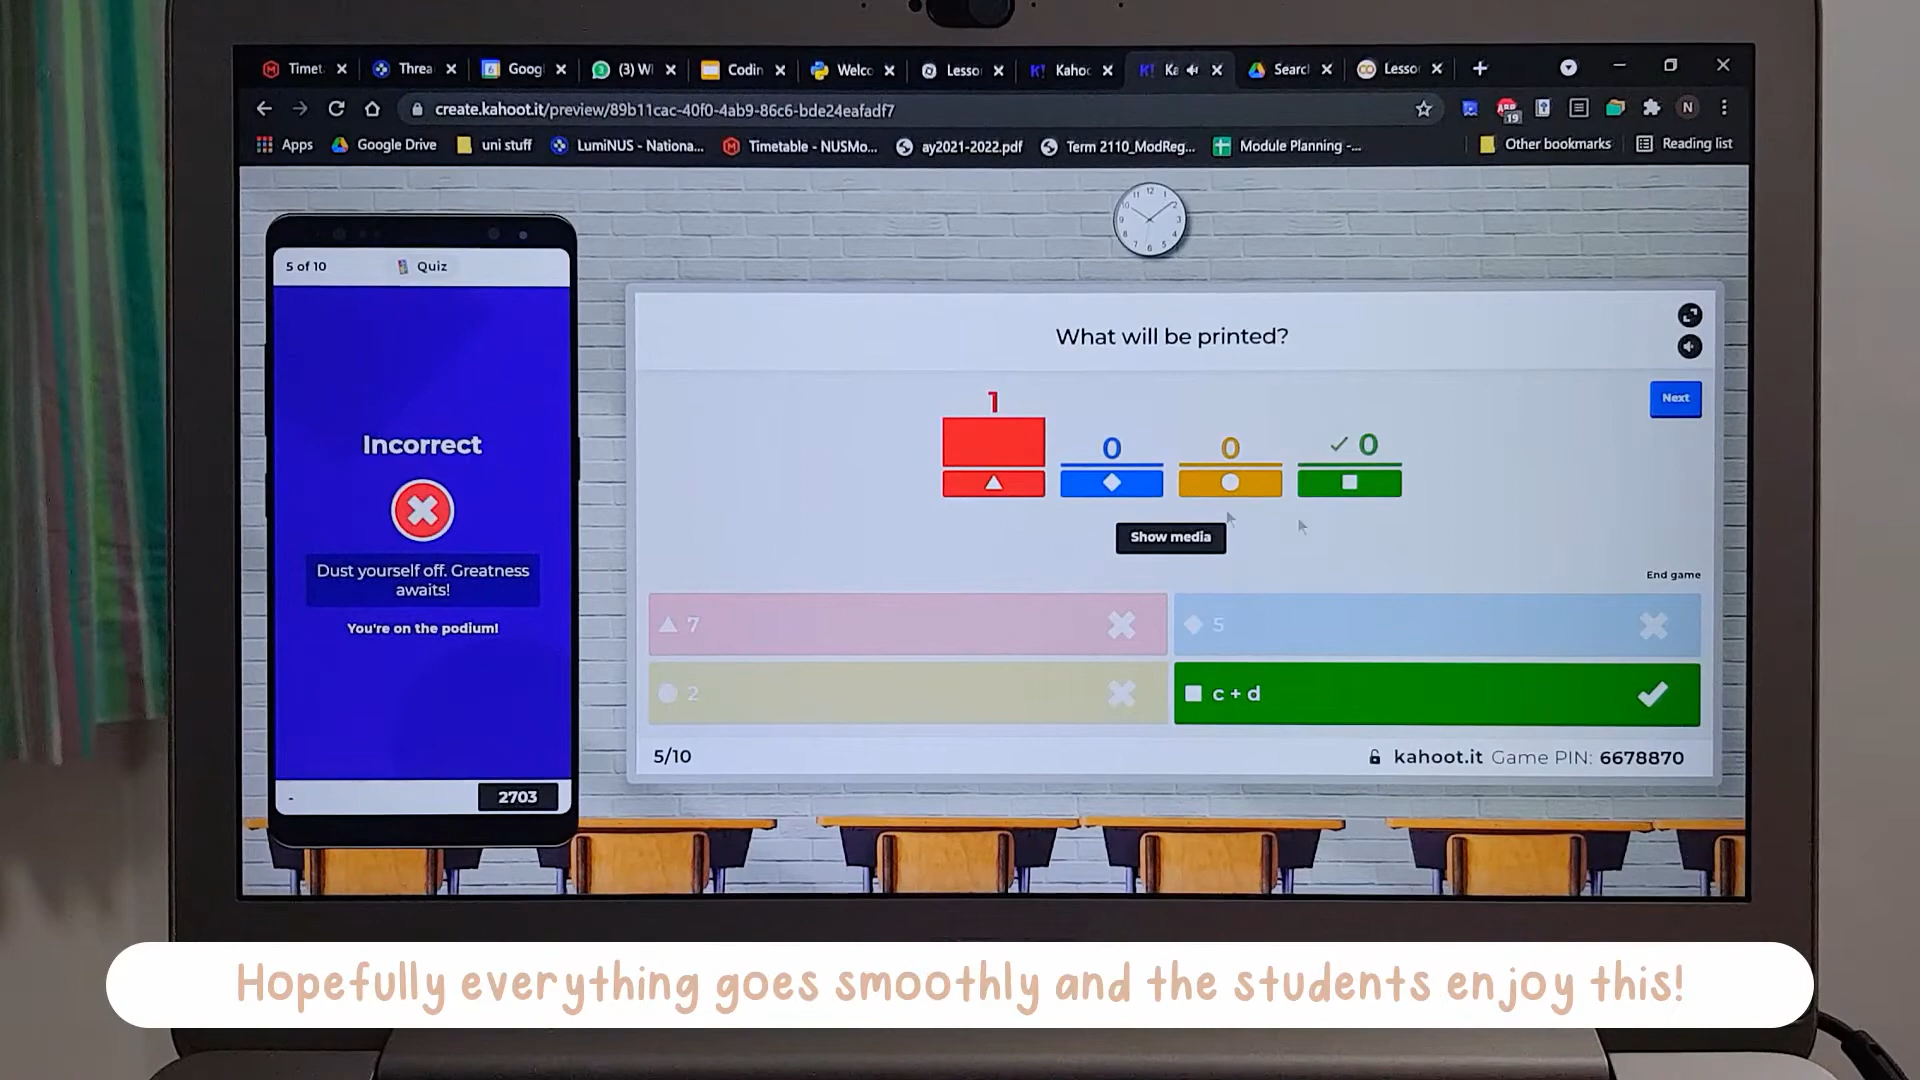 Timet
Threa
Googl
(3) W
Codin
Welco
Lesso
Kahoc
Ka
Searcl
Lesso
create.kahoot.it/preview/89b11cac-40f0-4ab9-86c6-bde24eafadf7
19
N
Apps
Google Drive
uni stuff
LumiNUS - Nationa...
Timetable - NUSMo...
ay2021-2022.pdf
Term 2110_ModReg...
Module Planning -...
Other bookmarks
Reading list
5 of 10
Quiz
Incorrect
Dust yourself off. Greatness
awaits!
You're on the podium!
-
2703
What will be printed?
Next
1
0
0
0
Show media
End game
7
5
2
c + d
5/10
kahoot.it Game PIN: 6678870
Hopefully everything goes smoothly and the students enjoy this!